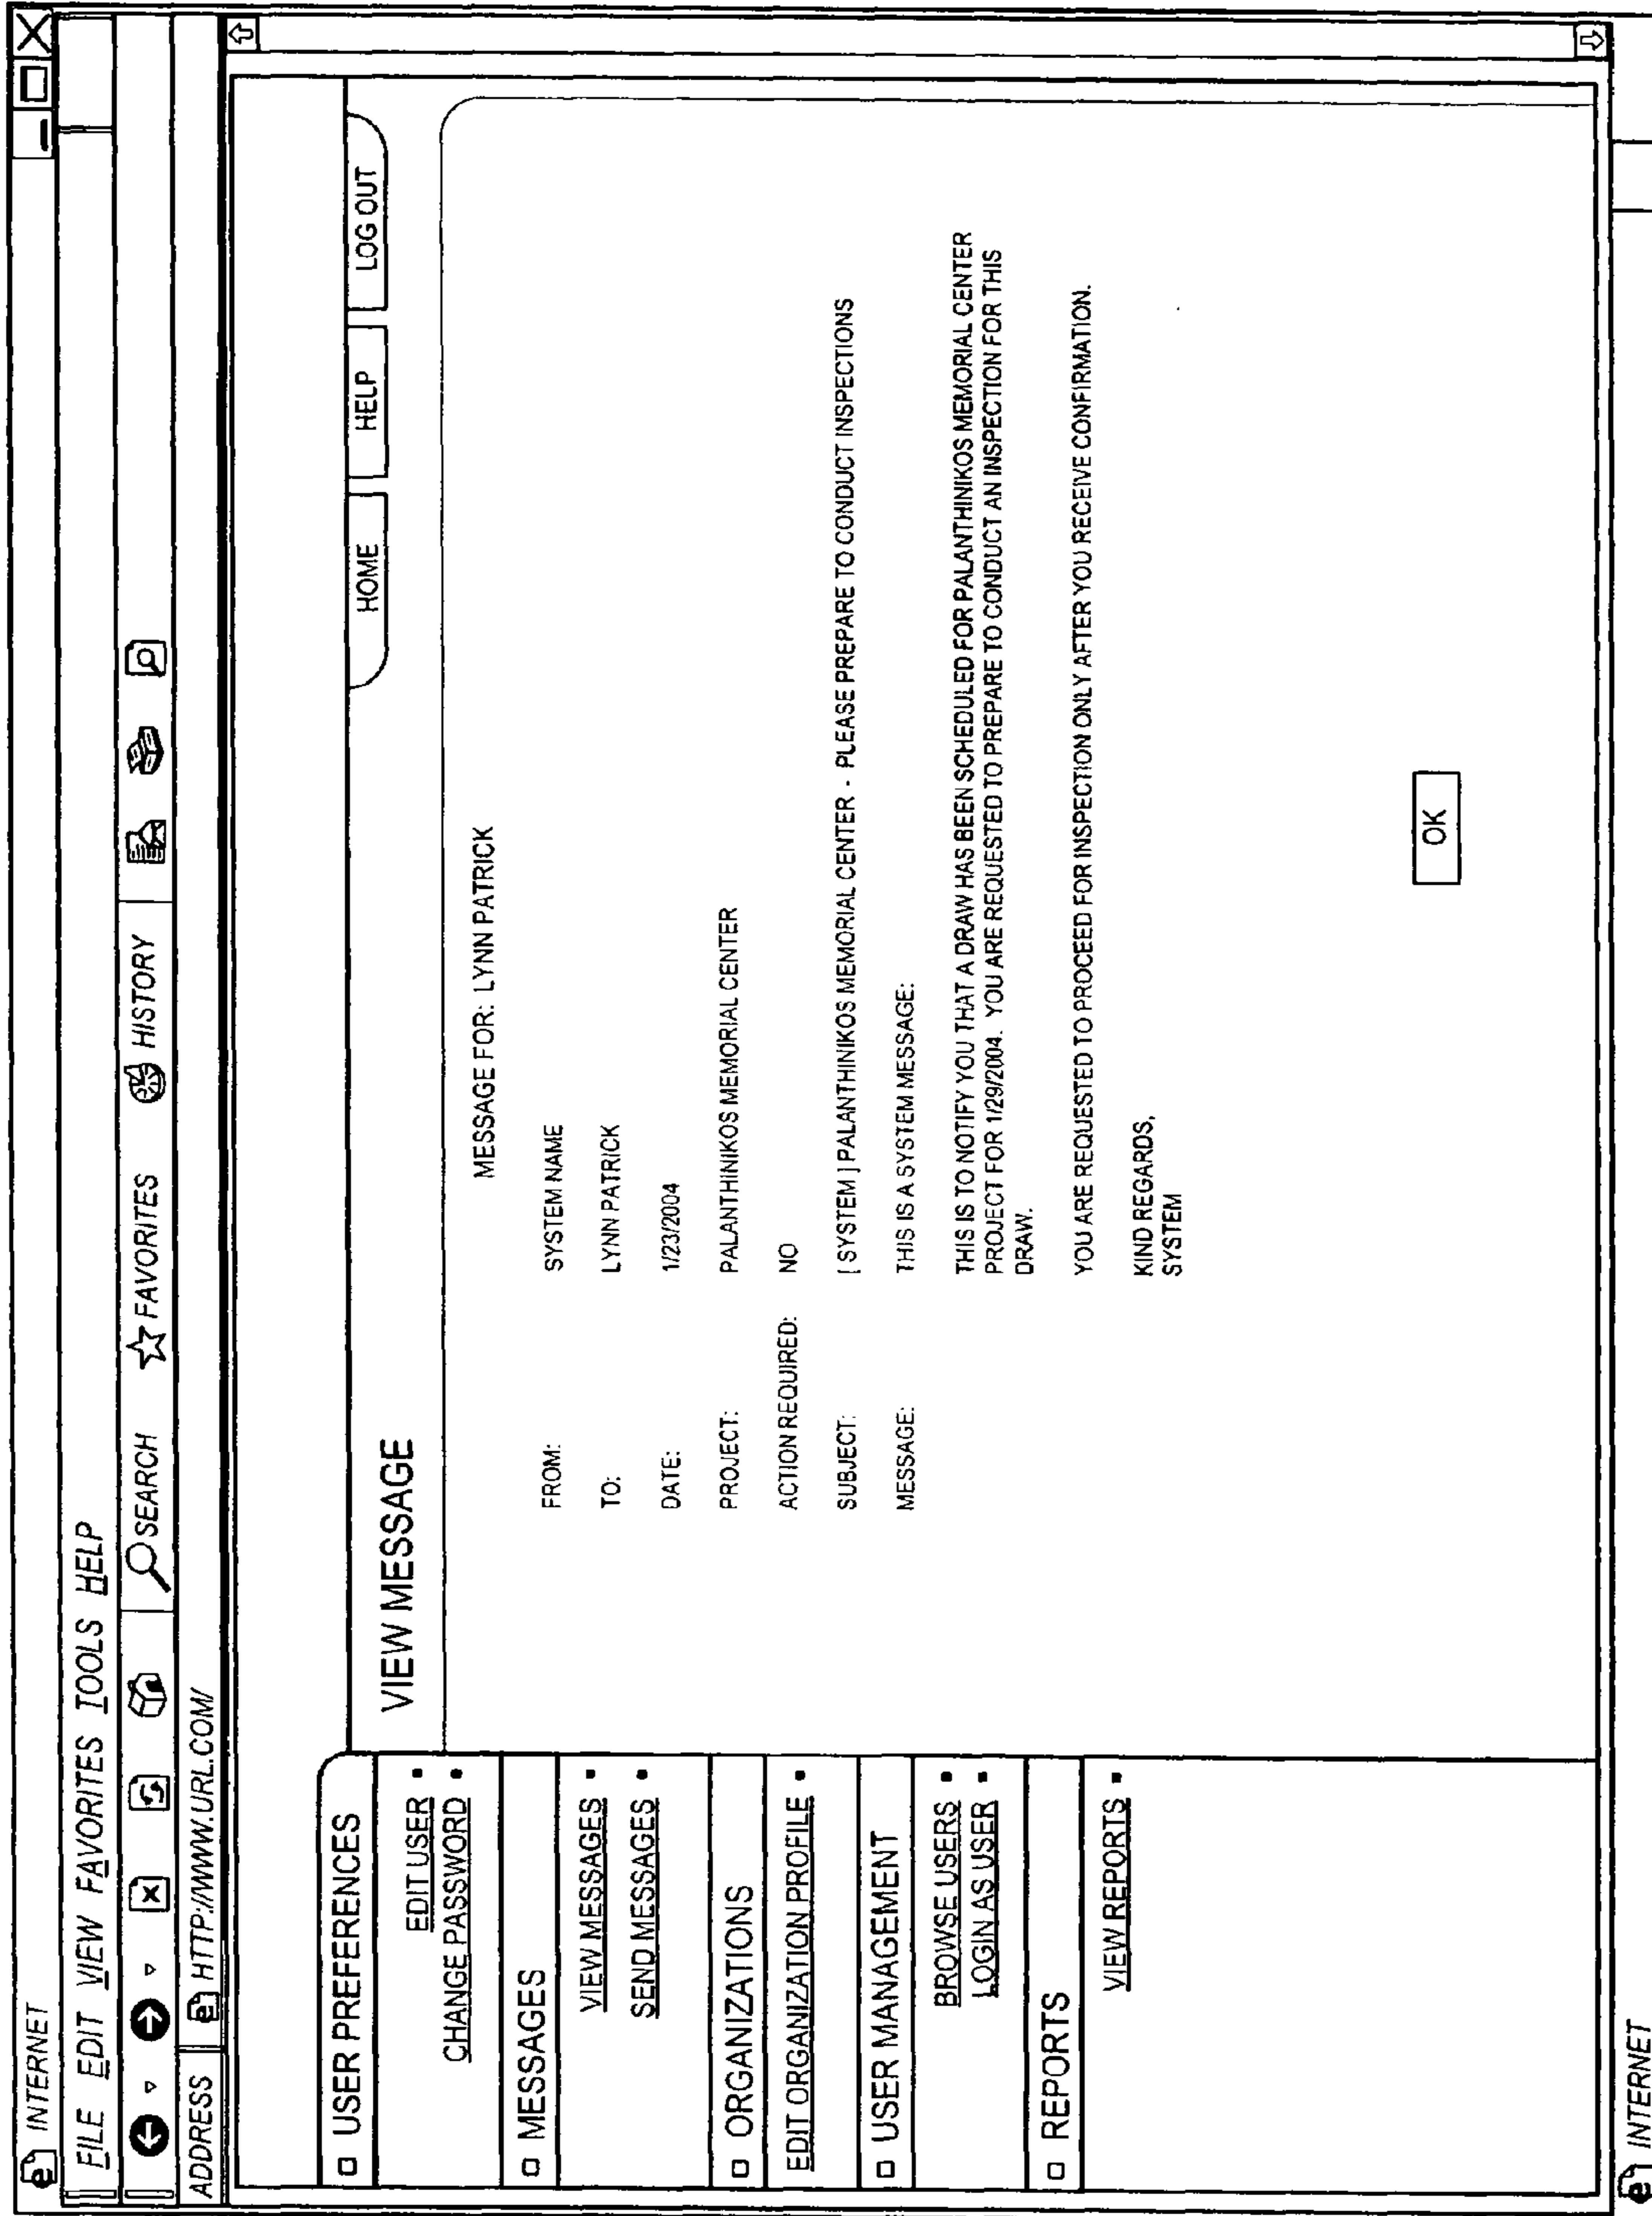 INTERNET
FILE EDIT VIEW FAVORITES TOOLS HELP
SEARCH FAVORITES HISTORY
ADDRESS HTTP://WWW.URL.COM/
HOME HELP LOG OUT
USER PREFERENCES
EDIT USER
CHANGE PASSWORD
MESSAGES
VIEW MESSAGES
SEND MESSAGES
ORGANIZATIONS
EDIT ORGANIZATION PROFILE
USER MANAGEMENT
BROWSE USERS
LOGIN AS USER
REPORTS
VIEW REPORTS
VIEW MESSAGE
MESSAGE FOR: LYNN PATRICK
FROM: SYSTEM NAME
TO: LYNN PATRICK
DATE: 1/23/2004
PROJECT: PALANTHINIKOS MEMORIAL CENTER
ACTION REQUIRED: NO
SUBJECT: [ SYSTEM ] PALANTHINIKOS MEMORIAL CENTER - PLEASE PREPARE TO CONDUCT INSPECTIONS
MESSAGE: THIS IS A SYSTEM MESSAGE:
THIS IS TO NOTIFY YOU THAT A DRAW HAS BEEN SCHEDULED FOR PALANTHNIKOS MEMORIAL CENTER
PROJECT FOR 1/29/2004. YOU ARE REQUESTED TO PREPARE TO CONDUCT AN INSPECTION FOR THIS
DRAW.
YOU ARE REQUESTED TO PROCEED FOR INSPECTION ONLY AFTER YOU RECEIVE CONFIRMATION.
KIND REGARDS,
SYSTEM
OK
INTERNET